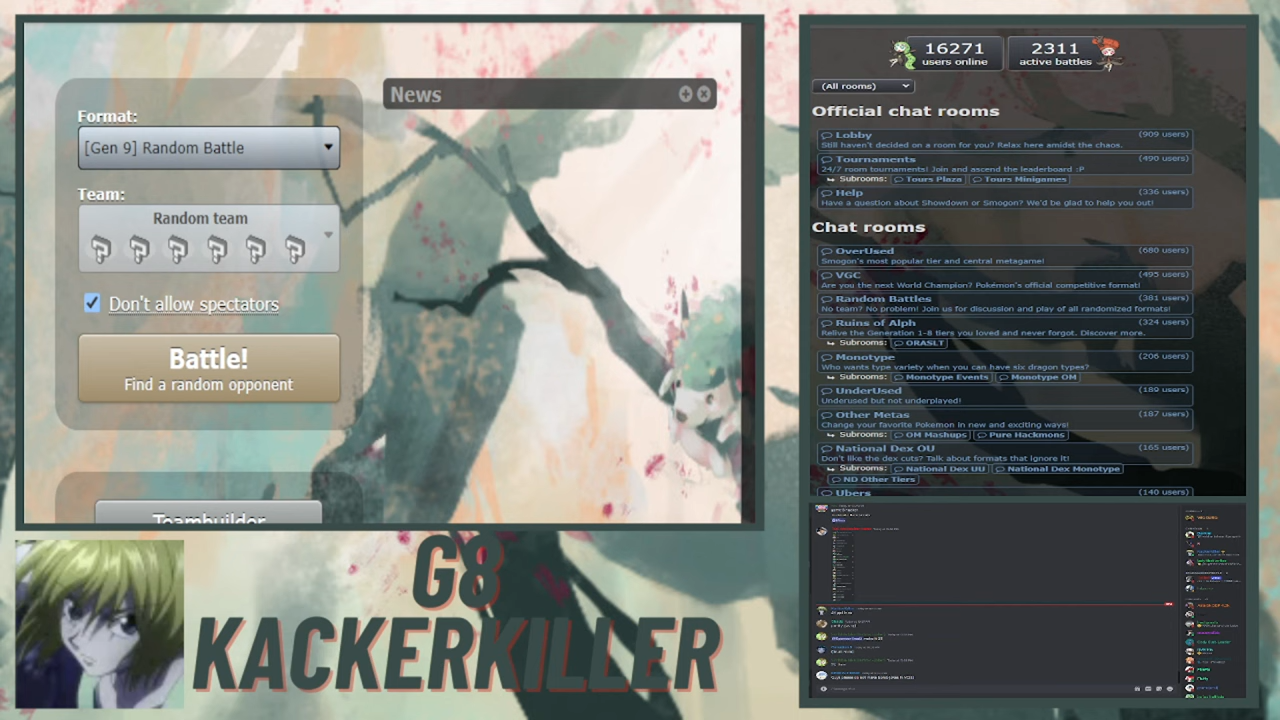 Format:
[Gen 9] Random Battle
Team:
Random team
Don't allow spectators
Battle!
Find a random opponent
Teambuilder
News
G8
KACKERKILLER
16271
users online
2311
active battles
(All rooms)
Official chat rooms
Lobby (909 users)
Still haven't decided on a room for you? Relax here amidst the chaos.
Tournaments (490 users)
24/7 room tournaments! Join and ascend the leaderboard :P
Subrooms: Tours Plaza Tours Minigames
Help (336 users)
Have a question about Showdown or Smogon? We'd be glad to help you out!
Chat rooms
OverUsed (680 users)
Smogon's most popular tier and central metagame!
VGC (495 users)
Are you the next World Champion? Pokémon's official competitive format!
Random Battles (381 users)
No team? No problem! Join us for discussion and play of all randomized formats!
Ruins of Alph (324 users)
Relive the Generation 1-8 tiers you loved and never forgot. Discover more.
Subrooms: ORASLT
Monotype (206 users)
Who wants type variety when you can have six dragon types?
Subrooms: Monotype Events Monotype OM
UnderUsed (189 users)
Underused but not underplayed!
Other Metas (187 users)
Change your favorite Pokemon in new and exciting ways!
Subrooms: OM Mashups Pure Hackmons
National Dex OU (165 users)
Don't like the dex cuts? Talk about formats that ignore it!
Subrooms: National Dex UU National Dex Monotype
ND Other Tiers
Ubers (140 users)